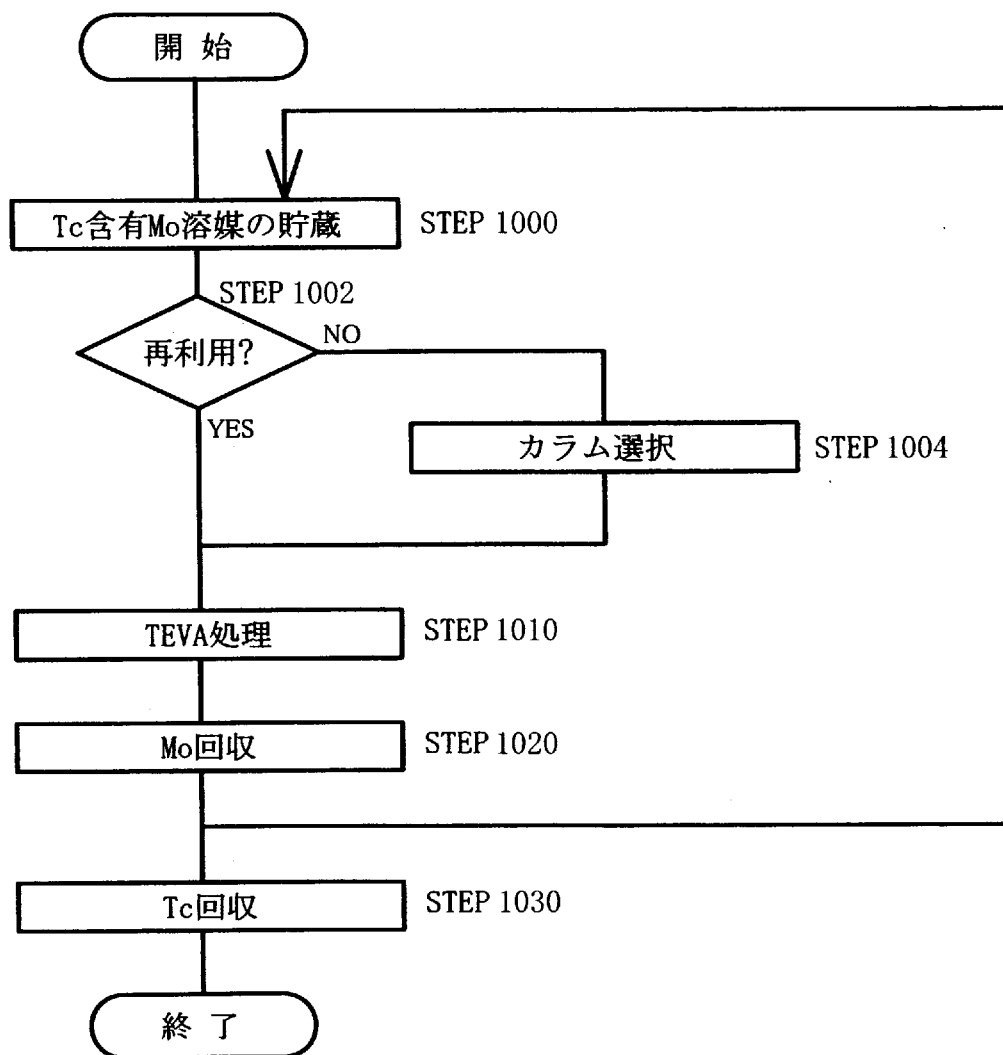 開 始
Tc含有Mo溶媒の貯蔵 STEP 1000
STEP 1002
再利用?
NO
YES
カラム選択 STEP 1004
TEVA処理 STEP 1010
Mo回収 STEP 1020
Tc回収 STEP 1030
終 了